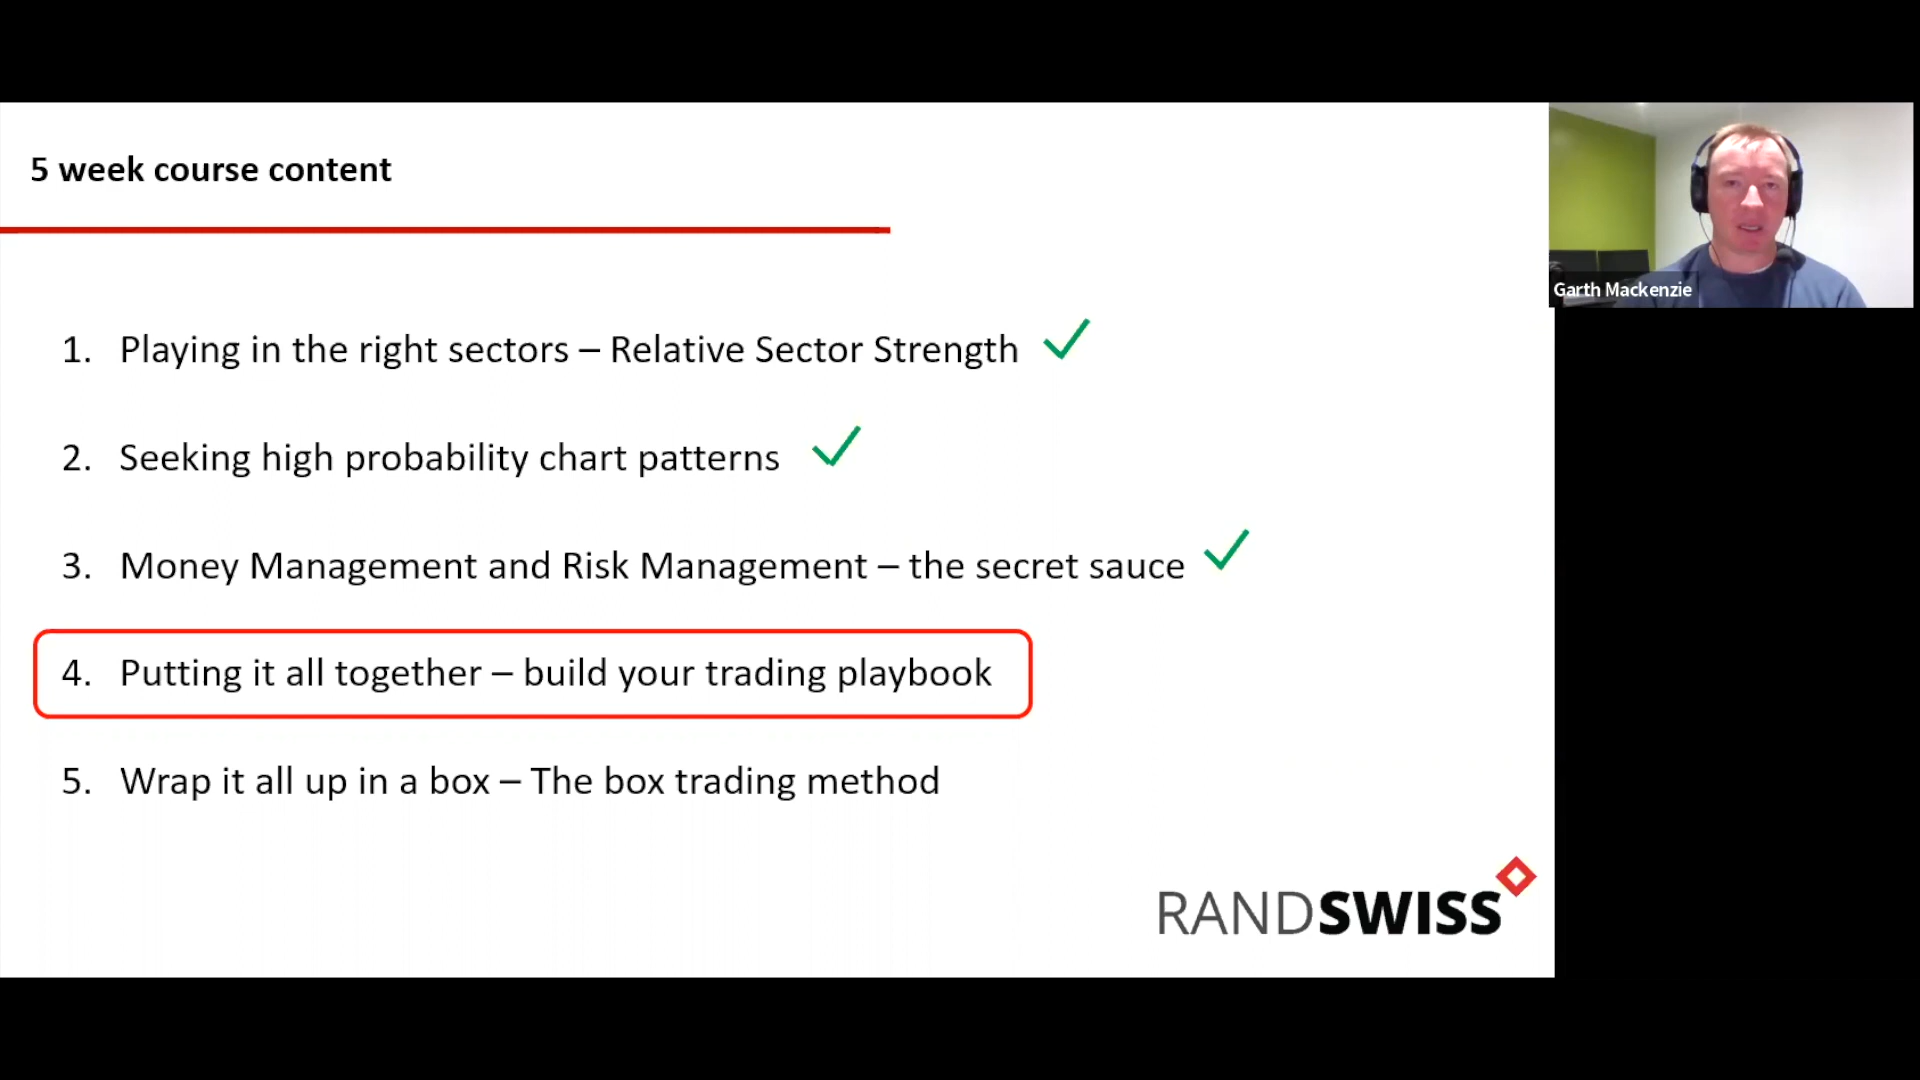 5 week course content
Garth Mackenzie
1. Playing in the right sectors – Relative Sector Strength
2. Seeking high probability chart patterns
3. Money Management and Risk Management – the secret sauce
4. Putting it all together – build your trading playbook
5. Wrap it all up in a box – The box trading method
RANDSWISS